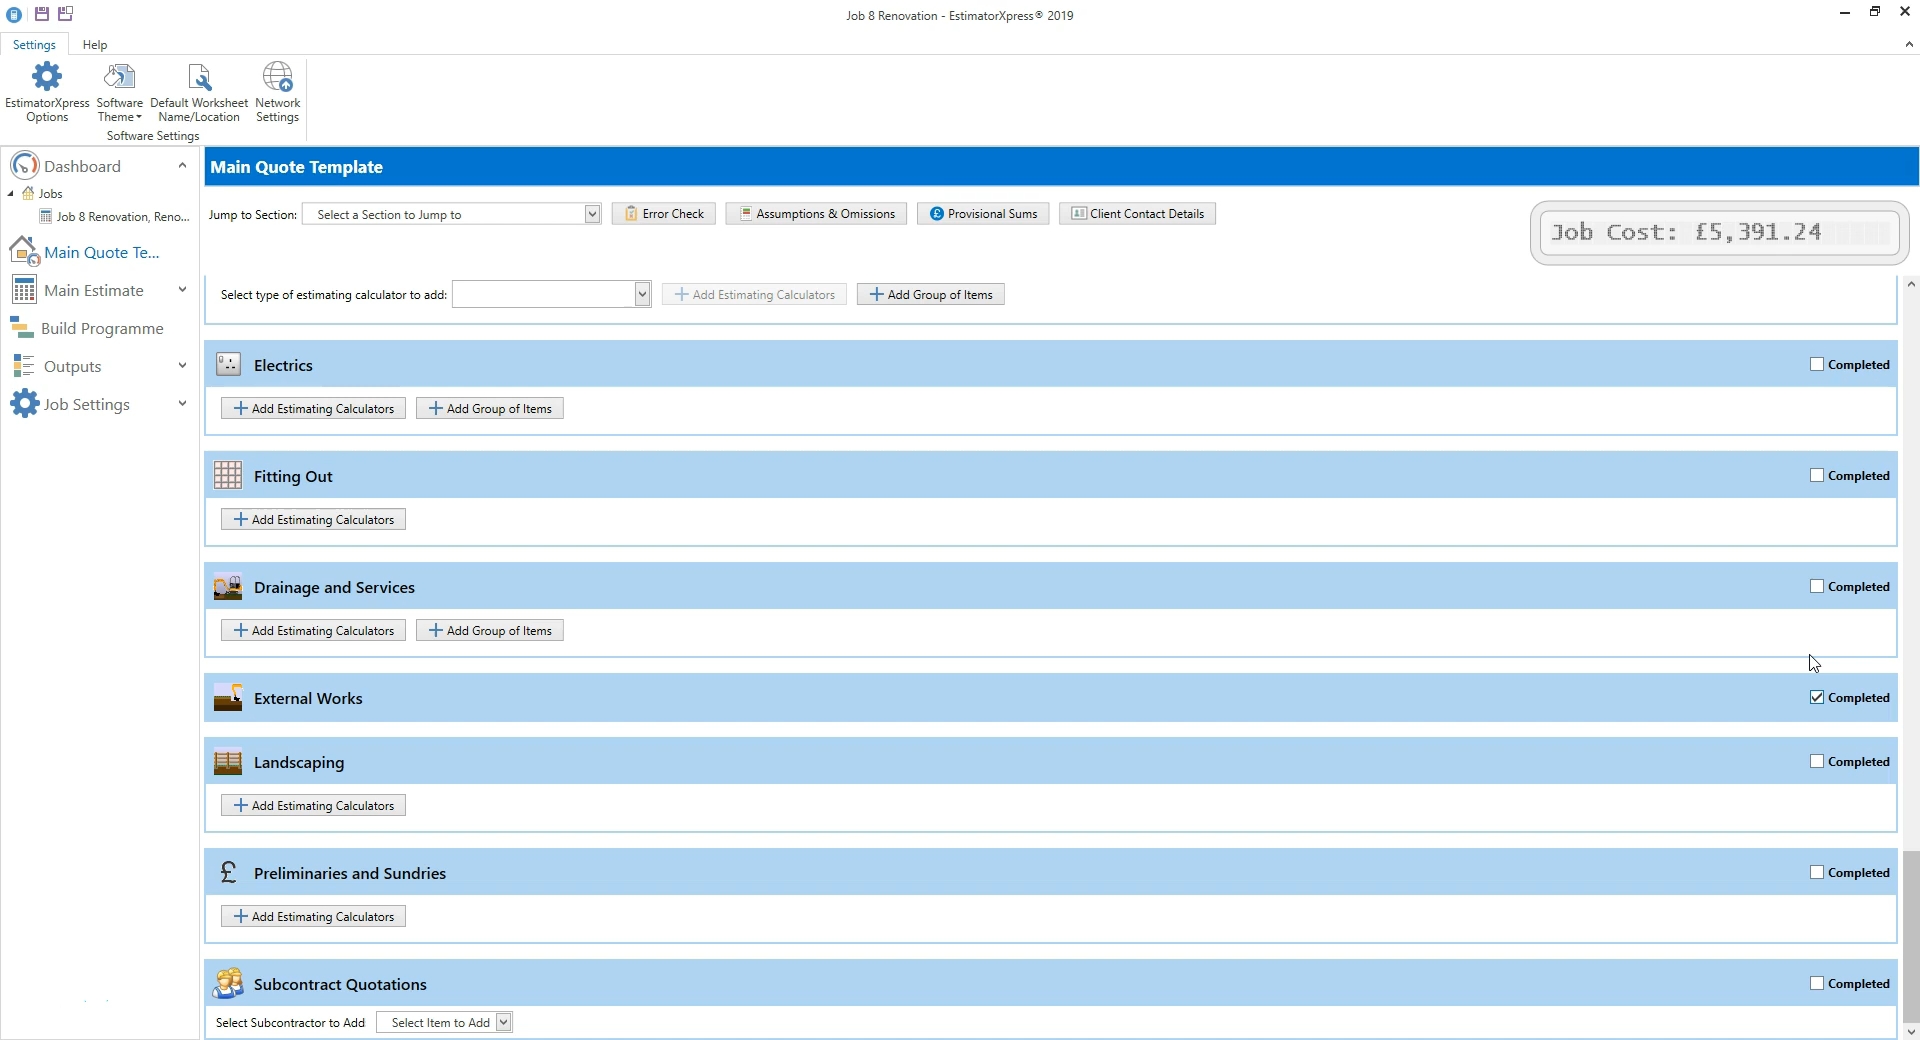 Job 8 Renovation - EstimatorXpress® 2019
Settings Help
EstimatorXpress Options
Software Theme
Default Worksheet Name/Location
Network Settings
Software Settings
Dashboard
Jobs
Job 8 Renovation, Reno...
Main Quote Te...
Main Estimate
Build Programme
Outputs
Job Settings
Main Quote Template
Jump to Section: Select a Section to Jump to Error Check Assumptions & Omissions Provisional Sums Client Contact Details
Job Cost: £5,391.24
Select type of estimating calculator to add: Add Estimating Calculators Add Group of Items
Electrics Completed
Add Estimating Calculators Add Group of Items
Fitting Out Completed
Add Estimating Calculators
Drainage and Services Completed
Add Estimating Calculators Add Group of Items
External Works Completed
Landscaping Completed
Add Estimating Calculators
£ Preliminaries and Sundries Completed
Add Estimating Calculators
Subcontract Quotations Completed
Select Subcontractor to Add Select Item to Add